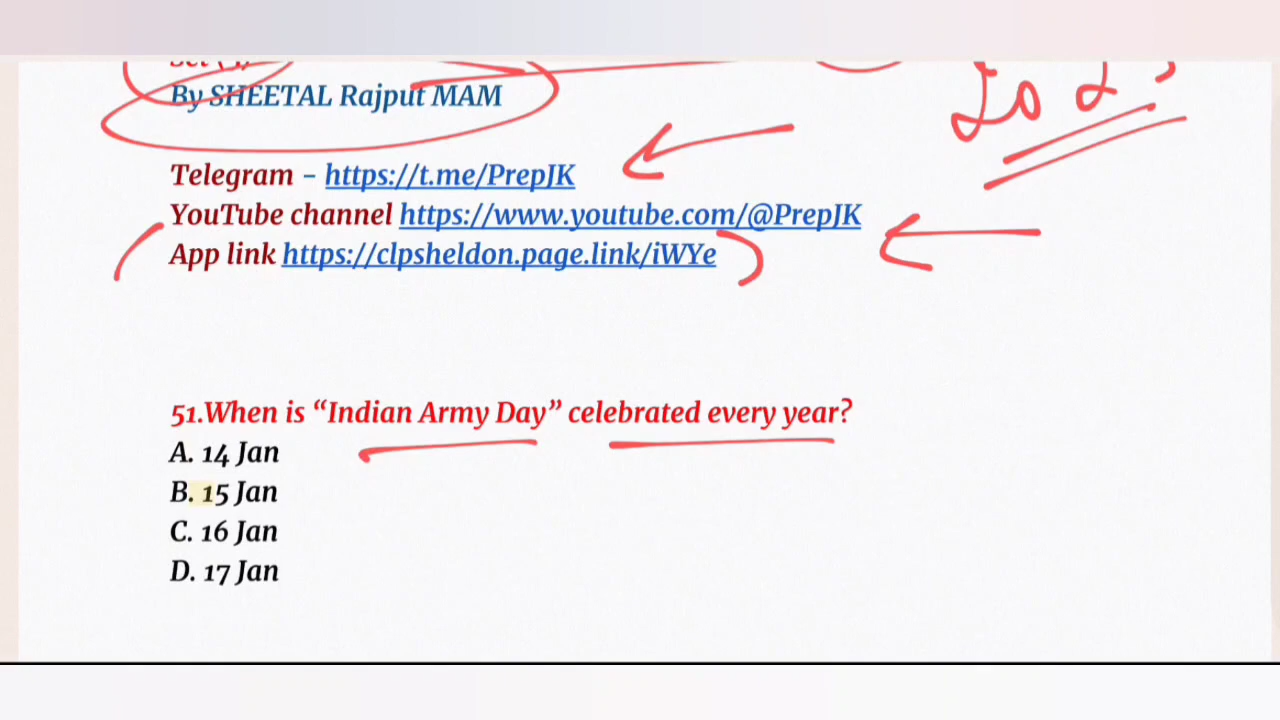 By SHEETAL Rajput MAM
Telegram – https://t.me/PrepJK
YouTube channel https://www.youtube.com/@PrepJK
App link https://clpsheldon.page.link/iWYe
51.When is “Indian Army Day” celebrated every year?
A. 14 Jan
B. 15 Jan
C. 16 Jan
D. 17 Jan